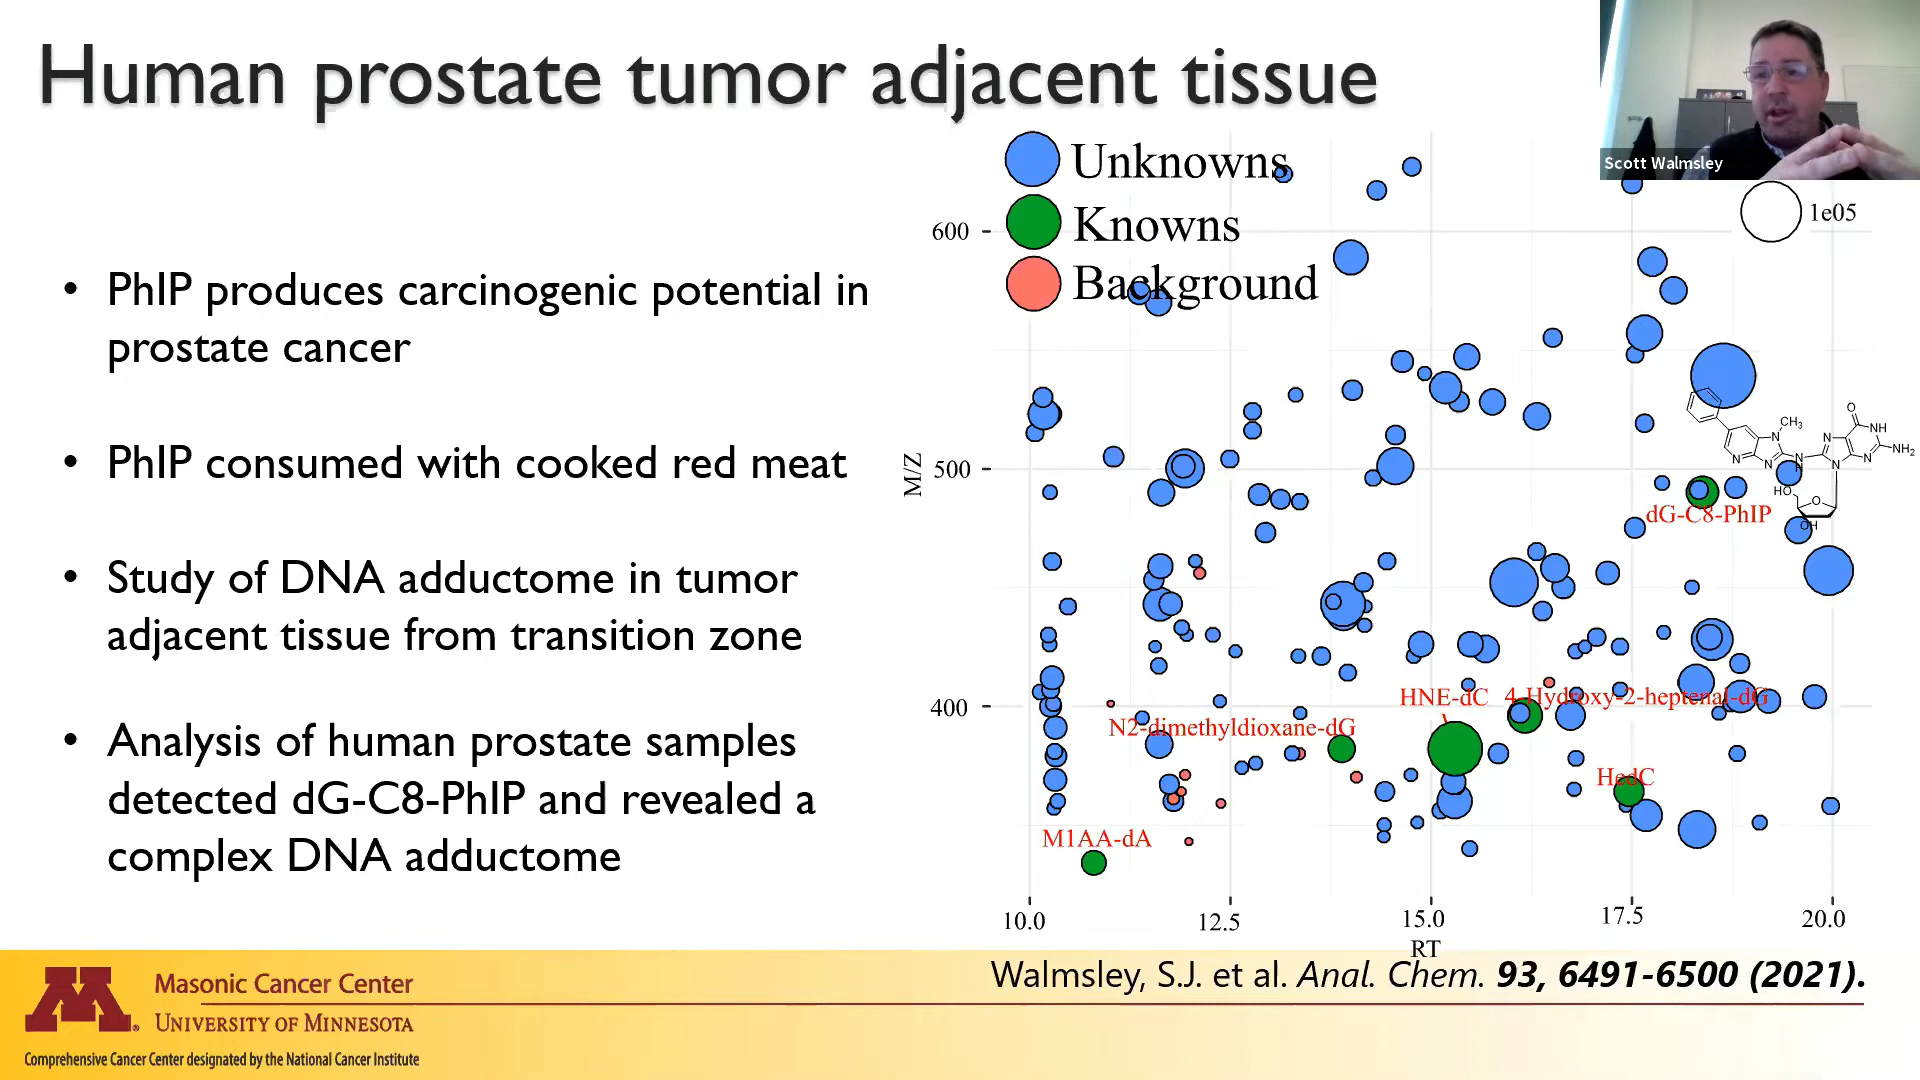 Human prostate tumor adjacent tissue
Scott Walmsley
• PhIP produces carcinogenic potential in
prostate cancer
• PhIP consumed with cooked red meat
• Study of DNA adductome in tumor
adjacent tissue from transition zone
• Analysis of human prostate samples
detected dG-C8-PhIP and revealed a
complex DNA adductome
Unknowns
Knowns
Background
1e05
600
500
400
M/Z
10.0
12.5
15.0
17.5
20.0
RT
CH₃
N
N
N
N
H
N
N
O
NH
N
NH₂
HO
O
OH
dG-C8-PhIP
HNE-dC
4-Hydroxy-2-heptenal-dG
N2-dimethyldioxane-dG
HedC
M1AA-dA
Walmsley, S.J. et al. Anal. Chem. 93, 6491-6500 (2021).
M
Masonic Cancer Center
UNIVERSITY OF MINNESOTA
Comprehensive Cancer Center designated by the National Cancer Institute